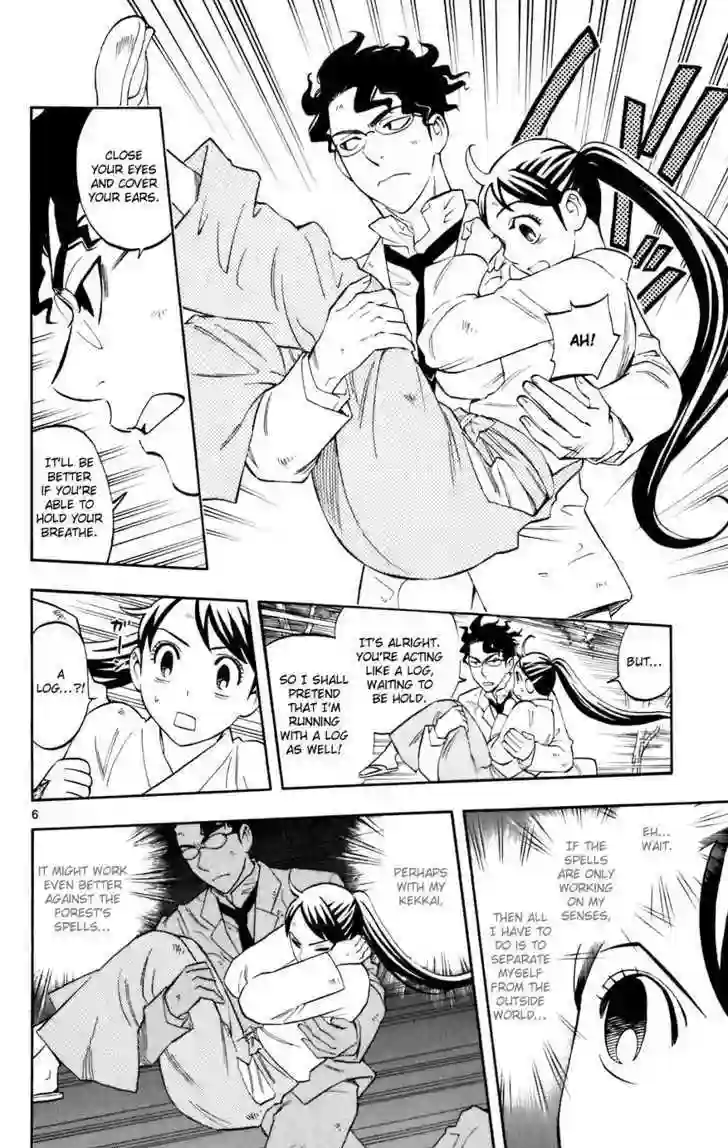 CLOSE
YOUR EYES
AND COVER
YOUR EARS.
AH!
IT'LL BE
BETTER
IF YOU'RE
ABLE TO
HOLD YOUR
BREATHE.
BUT...
IT'S ALRIGHT.
YOU'RE ACTING
LIKE A LOG,
WAITING TO
BE HOLD.
SO I SHALL
PRETEND
THAT I'M
RUNNING
WITH A LOG
AS WELL!
A
LOG...?!
6
EH...
WAIT.
IF THE
SPELLS
ARE ONLY
WORKING
ON MY
SENSES,
THEN ALL
I HAVE TO
DO IS TO
SEPARATE
MYSELF
FROM THE
OUTSIDE
WORLD...
PERHAPS
WITH MY
KEKKAI,
IT MIGHT WORK
EVEN BETTER
AGAINST THE
FOREST'S
SPELLS...